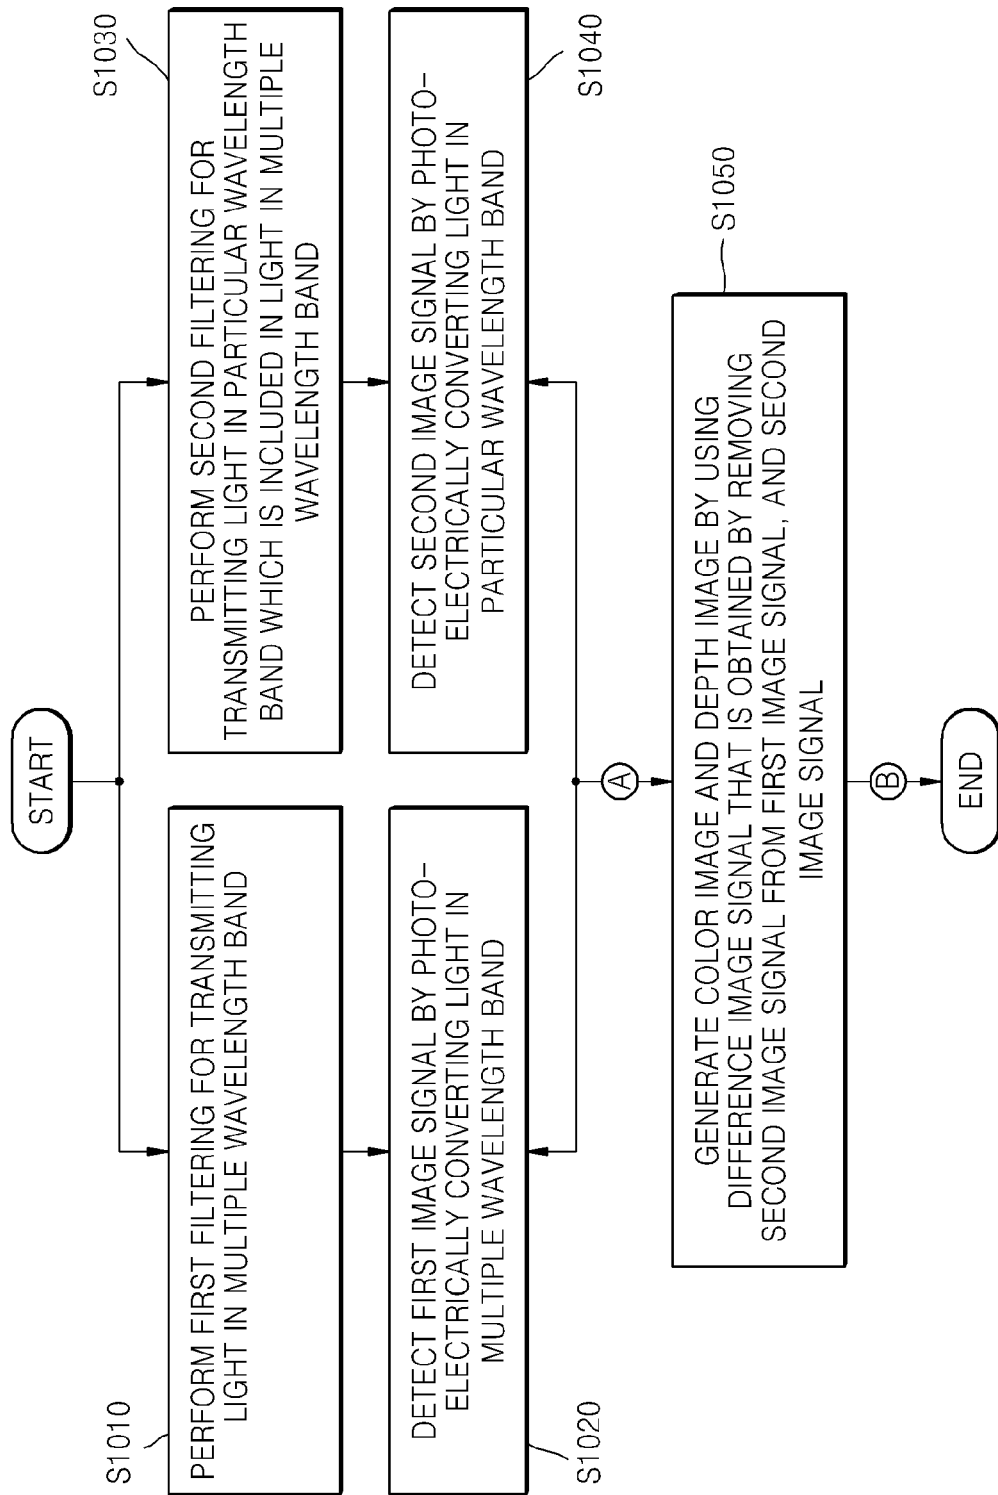 START
S1010
PERFORM FIRST FILTERING FOR TRANSMITTING
LIGHT IN MULTIPLE WAVELENGTH BAND
S1030
PERFORM SECOND FILTERING FOR
TRANSMITTING LIGHT IN PARTICULAR WAVELENGTH
BAND WHICH IS INCLUDED IN LIGHT IN MULTIPLE
WAVELENGTH BAND
S1020
DETECT FIRST IMAGE SIGNAL BY PHOTO-
ELECTRICALLY CONVERTING LIGHT IN
MULTIPLE WAVELENGTH BAND
S1040
DETECT SECOND IMAGE SIGNAL BY PHOTO-
ELECTRICALLY CONVERTING LIGHT IN
PARTICULAR WAVELENGTH BAND
A
S1050
GENERATE COLOR IMAGE AND DEPTH IMAGE BY USING
DIFFERENCE IMAGE SIGNAL THAT IS OBTAINED BY REMOVING
SECOND IMAGE SIGNAL FROM FIRST IMAGE SIGNAL, AND SECOND
IMAGE SIGNAL
B
END